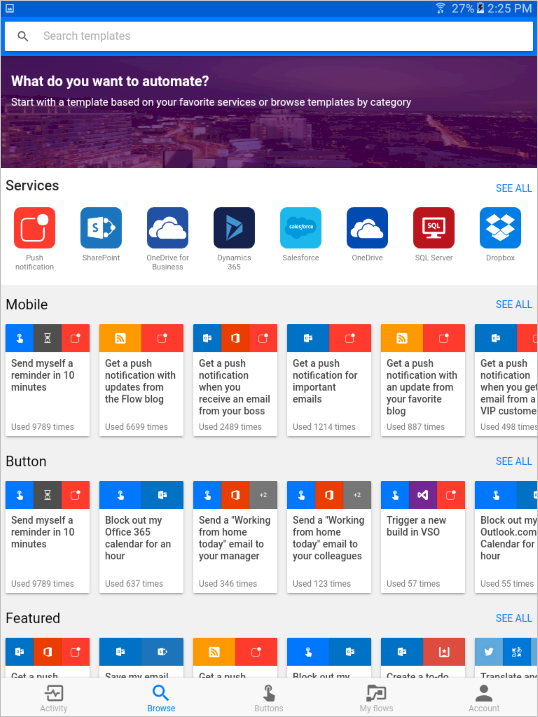 27% 2:25 PM
Search templates
What do you want to automate?
Start with a template based on your favorite services or browse templates by category
Services
SEE ALL
Push
notification
SharePoint
OneDrive for
Business
Dynamics
365
salesforce
Salesforce
OneDrive
SQL
SQL Server
Dropbox
Mobile
SEE ALL
Send myself a
reminder in 10
minutes
Used 9789 times
Get a push
notification with
updates from
the Flow blog
Used 6699 times
Get a push
notification
when you
receive an email
from your boss
Used 2489 times
Get a push
notification for
important
emails
Used 1214 times
Get a push
notification with
an update from
your favorite
blog
Used 887 times
Get a push
notification
when you get
email from a
VIP custome
Used 498 times
Button
SEE ALL
Send myself a
reminder in 10
minutes
Used 9789 times
Block out my
Office 365
calendar for an
hour
Used 637 times
+2
Send a "Working
from home
today" email to
your manager
Used 346 times
+2
Send a "Working
from home
today" email to
your colleagues
Used 123 times
Trigger a new
build in VSO
Used 57 times
Block out my
Outlook.com
Calendar for
hour
Used 55 times
Featured
SEE ALL
Get a push
Save my email
Get a push
Block out my
Create a to-do
Translate and
Activity
Browse
Buttons
My flows
Account